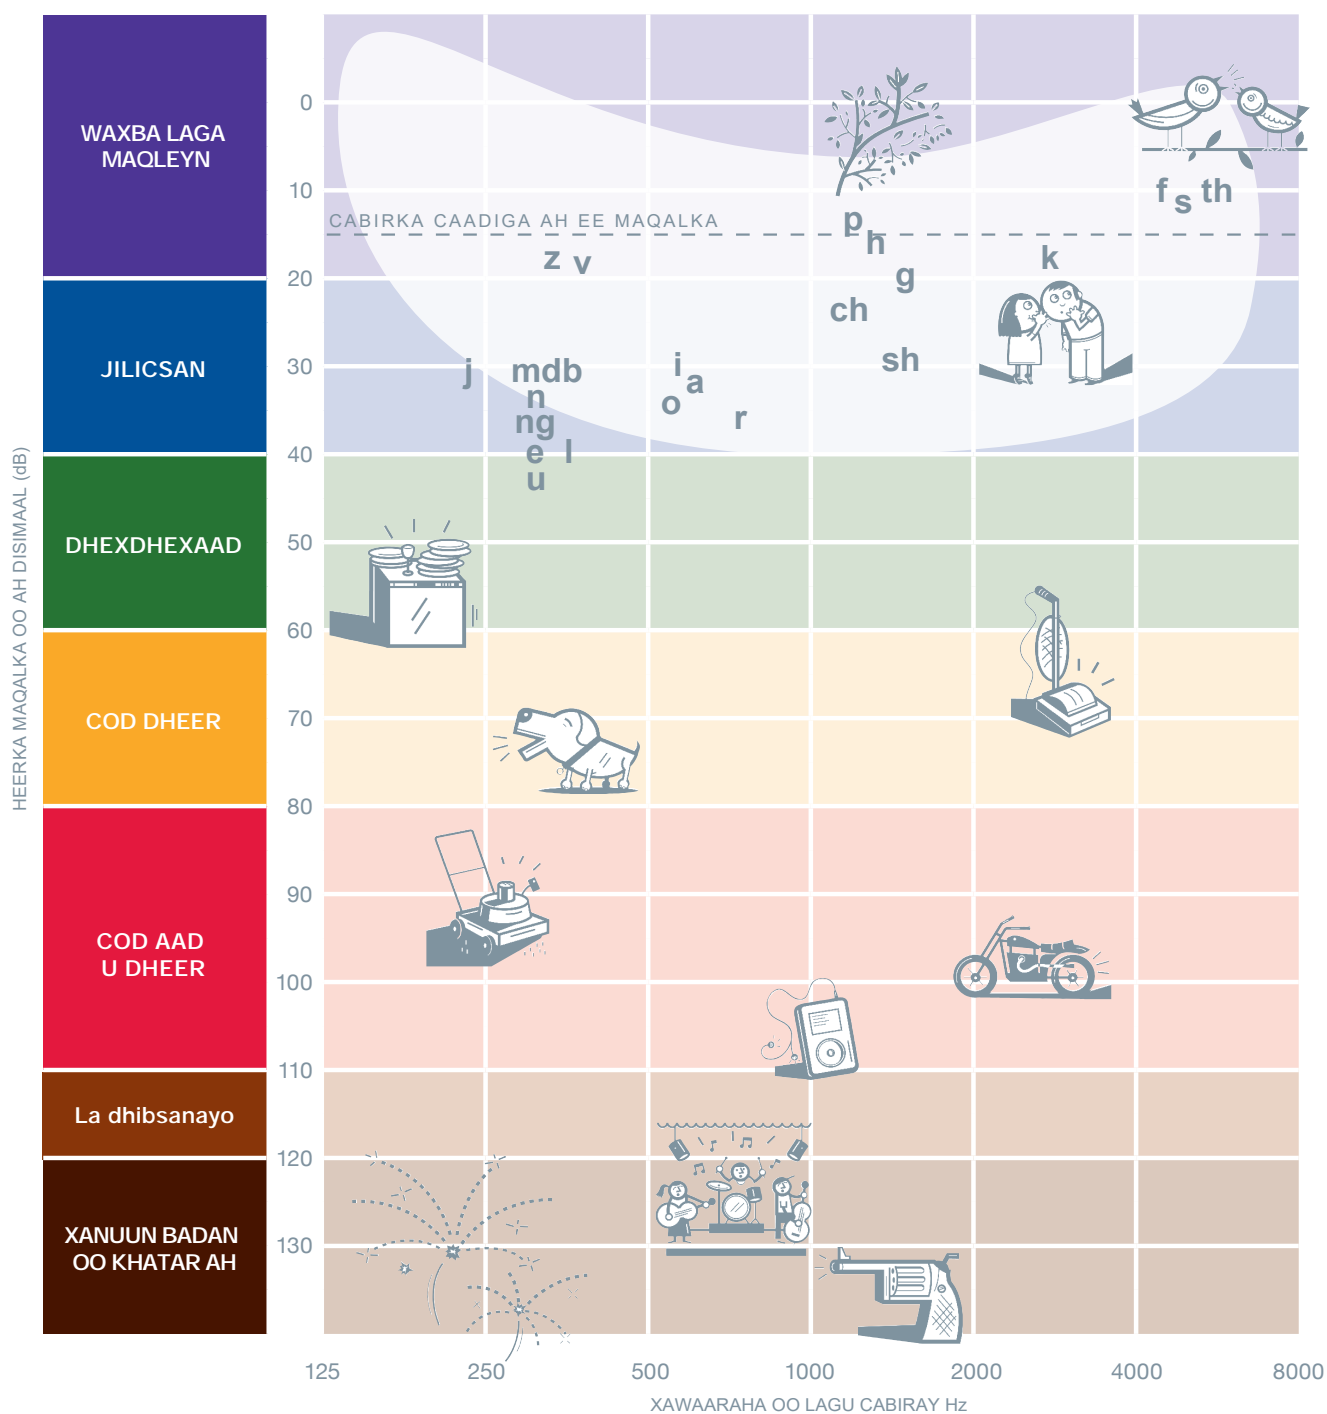 WAXBA LAGA
MAQLEYN
JILICSAN
DHEXDHEXAAD
COD DHEER
COD AAD
U DHEER
La dhibsanayo
XANUUN BADAN
OO KHATAR AH
HEERKA MAQALKA OO AH DISIMAAL (dB)
0
10
20
30
40
50
60
70
80
90
100
110
120
130
CABIRKA CAADIGA AH EE MAQALKA
f s th
p
h
z v
k
g
ch
sh
j
mdb
n
ng
e l
u
i
a
o
r
125 250 500 1000 2000 4000 8000
XAWAARAHA OO LAGU CABIRAY Hz